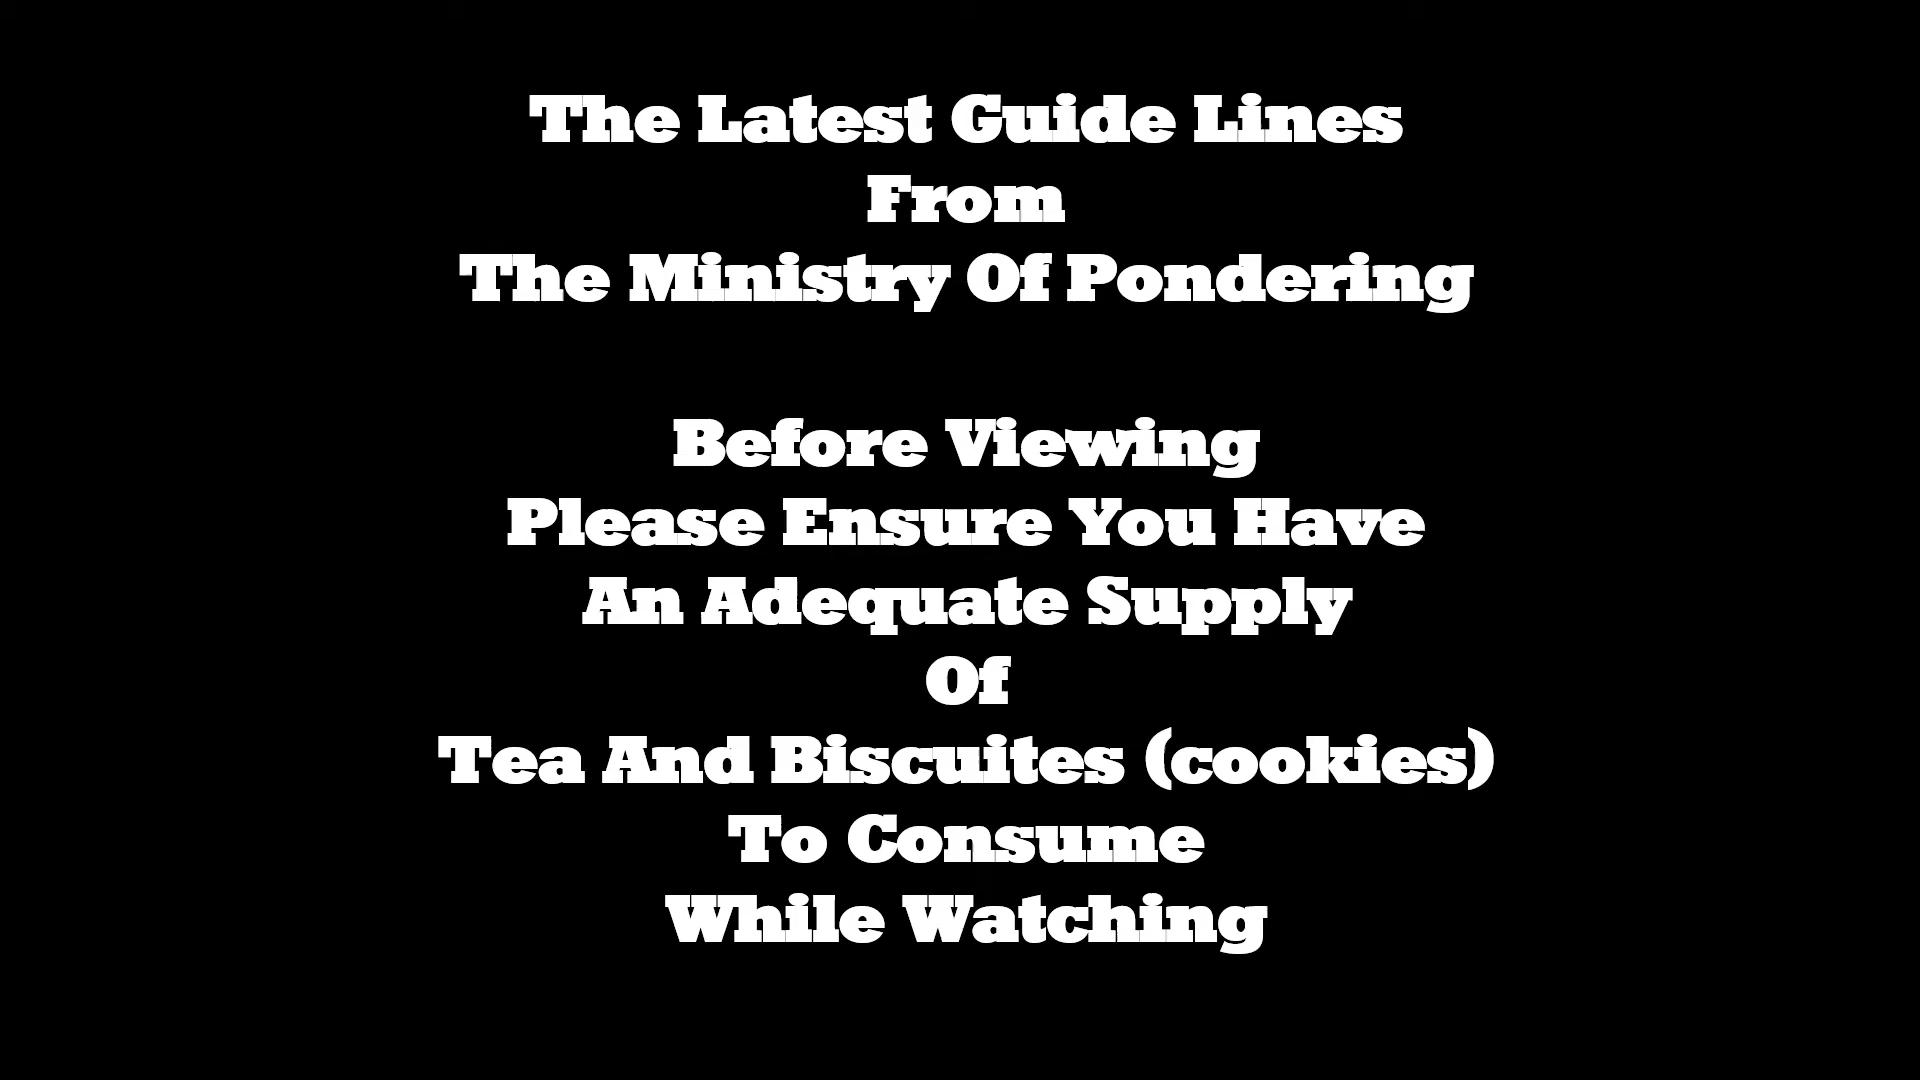 The Latest Guide Lines
From
The Ministry Of Pondering
Before Viewing
Please Ensure You Have
An Adequate Supply
Of
Tea And Biscuites (cookies)
To Consume
While Watching